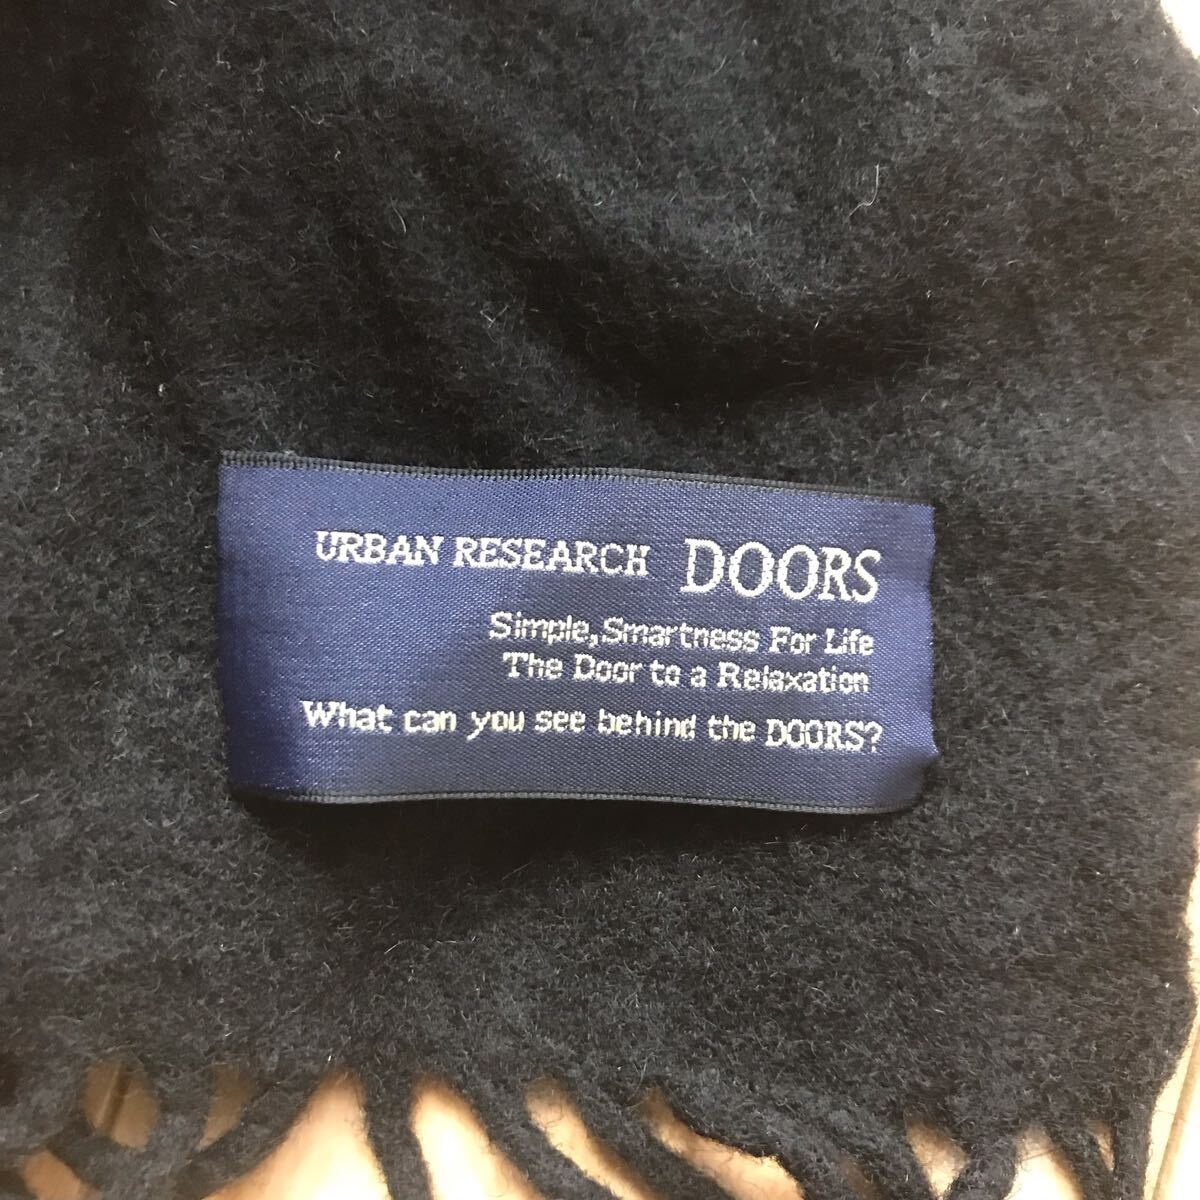 URBAN RESEARCH DOORS
Simple,Smartness For Life
The Door to a Relaxation
What can you see behind the DOORS?